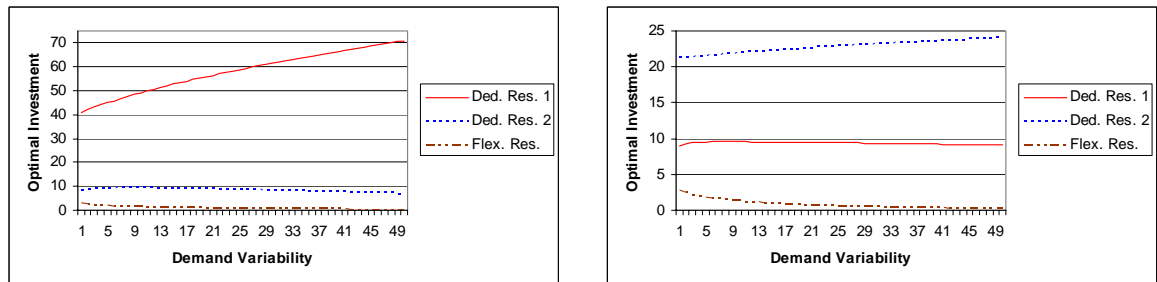 Optimal Investment
70
60
50
40
30
20
10
0
1 5 9 13 17 21 25 29 33 37 41 45 49
Demand Variability
Ded. Res. 1
Ded. Res. 2
Flex. Res.
Optimal Investment
25
20
15
10
5
0
1 5 9 13 17 21 25 29 33 37 41 45 49
Demand Variability
Ded. Res. 1
Ded. Res. 2
Flex. Res.